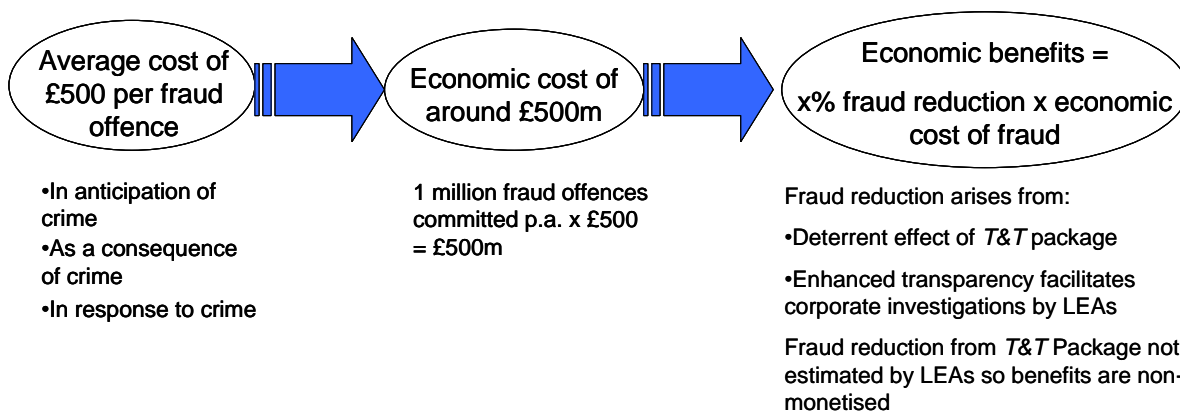 Average cost of
£500 per fraud
offence
Economic cost of
around £500m
Economic benefits =
x% fraud reduction x economic
cost of fraud
•In anticipation of
crime
•As a consequence
of crime
•In response to crime
1 million fraud offences
committed p.a. x £500
= £500m
Fraud reduction arises from:
•Deterrent effect of T&T package
•Enhanced transparency facilitates
corporate investigations by LEAs
Fraud reduction from T&T Package not
estimated by LEAs so benefits are non-
monetised